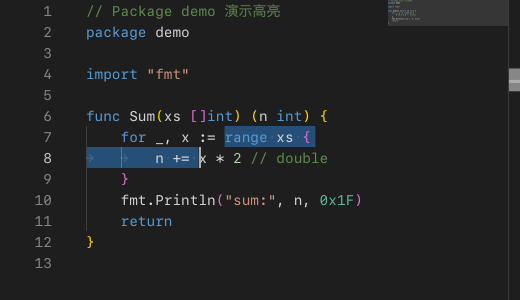 1 // Package demo 演示高亮
2 package demo
3
4 import "fmt"
5
6 func Sum(xs []int) (n int) {
7     for _, x := range xs {
8         n += x * 2 // double
9     }
10     fmt.Println("sum:", n, 0x1F)
11     return
12 }
13